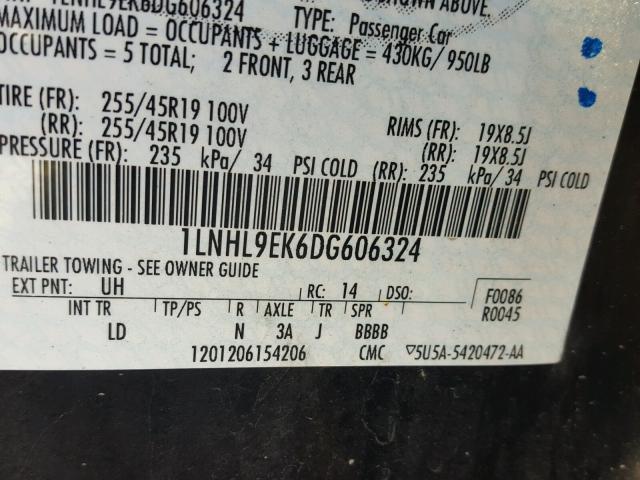 1LNHL9EK6DG606324 TYPE: Passenger Car
SHOWN ABOVE.
MAXIMUM LOAD = OCCUPANTS + LUGGAGE = 430KG/ 950LB
OCCUPANTS = 5 TOTAL; 2 FRONT, 3 REAR
TIRE (FR): 255/45R19 100V RIMS (FR): 19X8.5J
(RR): 255/45R19 100V (RR): 19X8.5J
PRESSURE (FR): 235 kPa/ 34 PSI COLD (RR): 235 kPa/ 34 PSI COLD
1LNHL9EK6DG606324
TRAILER TOWING - SEE OWNER GUIDE
EXT PNT: UH RC: 14 DSO: F0086
INT TR TP/PS R AXLE TR SPR R0045
LD N 3A J BBBB
1201206154206 CMC ▽5U5A-5420472-AA